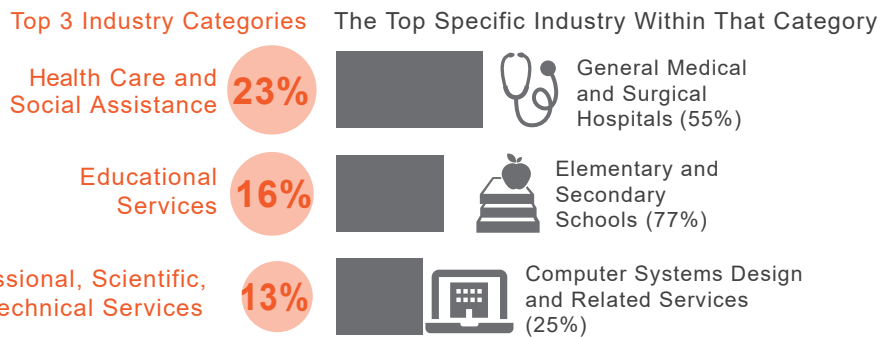 Top 3 Industry Categories
The Top Specific Industry Within That Category
Health Care and
Social Assistance
23%
General Medical
and Surgical
Hospitals (55%)
Educational
Services
16%
Elementary and
Secondary
Schools (77%)
ssional, Scientific,
echnical Services
13%
Computer Systems Design
and Related Services
(25%)